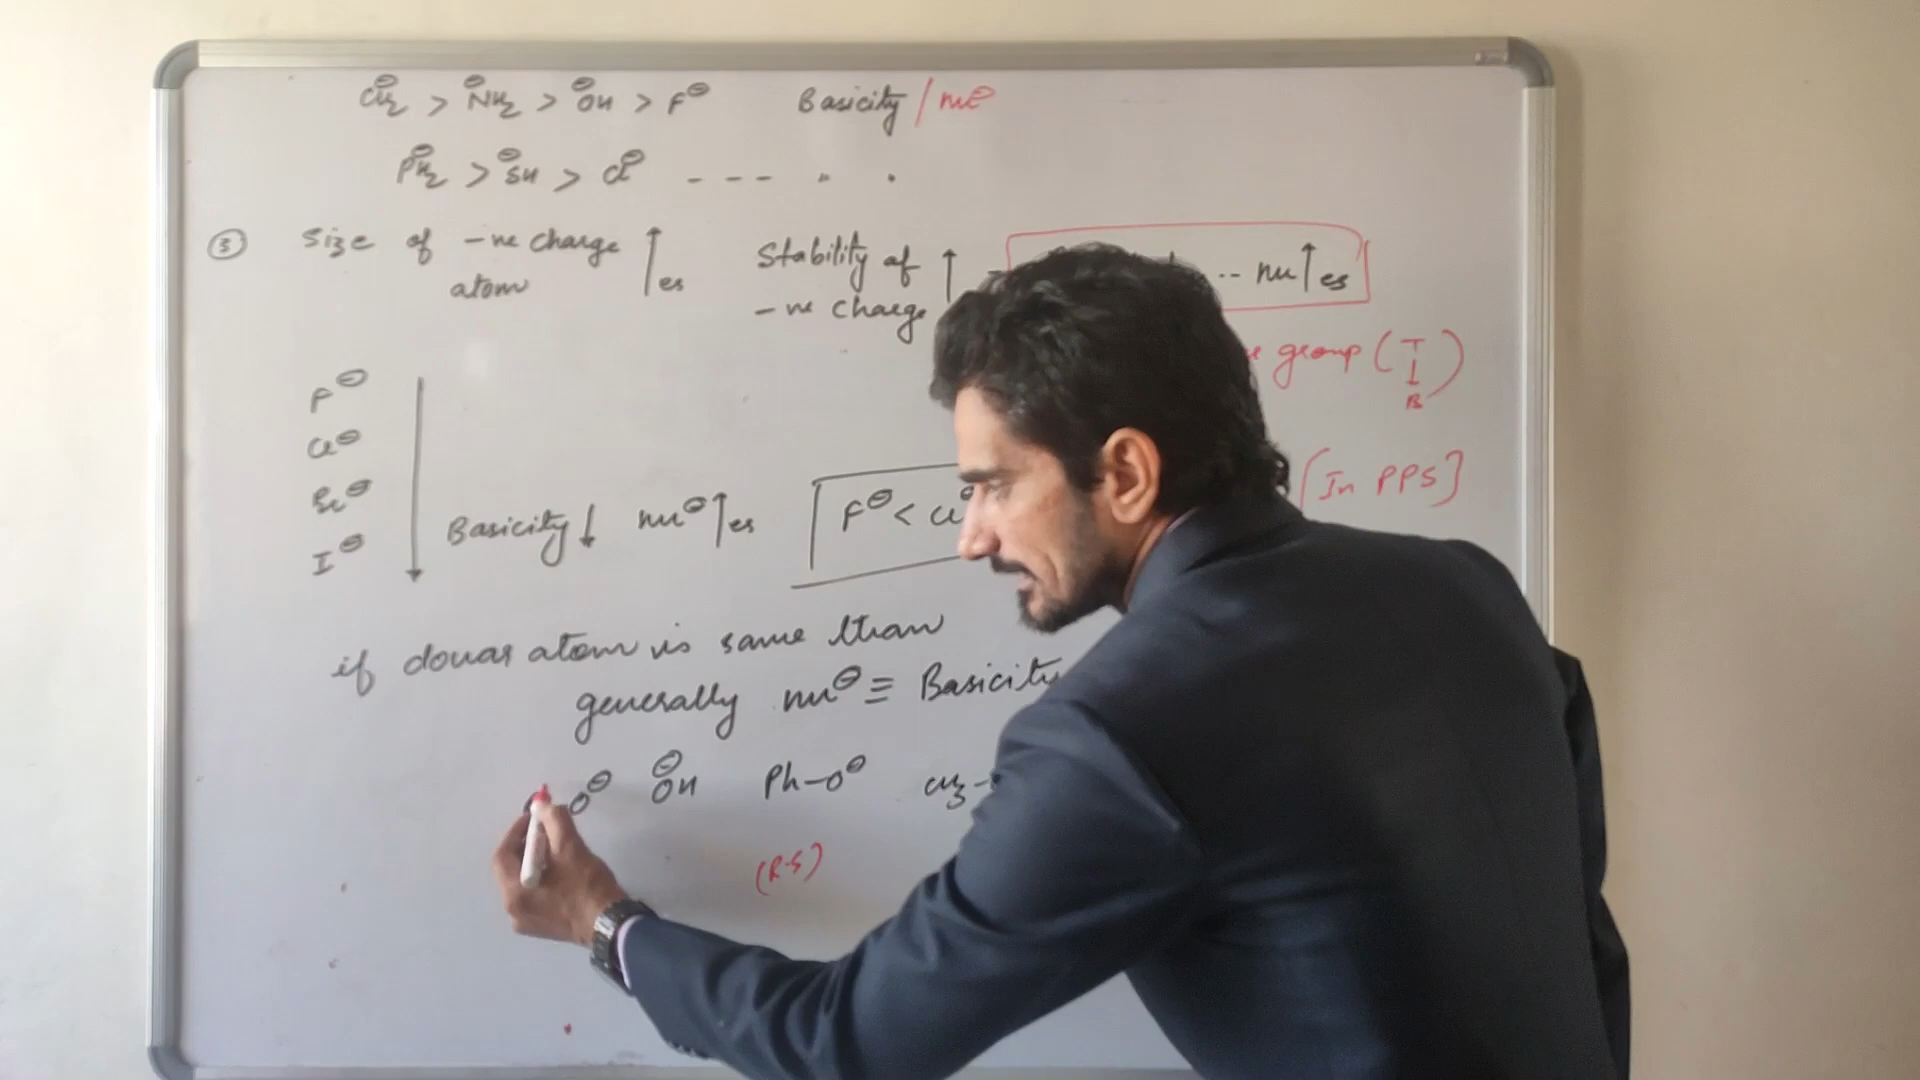 C̶H₂⊖ > ⊖NH₂ > ⊖OH > F⊖ Basicity / nu⊖
PH₂⊖ > ⊖SH > Cl⊖ - - - . .
③ Size of -ve charge atom ↑es Stability of -ve charge ↑ .. nu↑es
group ( T I B )
F⊖
Cl⊖
Br⊖ [In PPS]
I⊖ Basicity↓ nu⊖↑es F⊖ < Cl⊖
if donar atom is same than
generally nu⊖ ≡ Basicity
O⊖ ⊖OH Ph-O⊖ CH3-
(R-S)